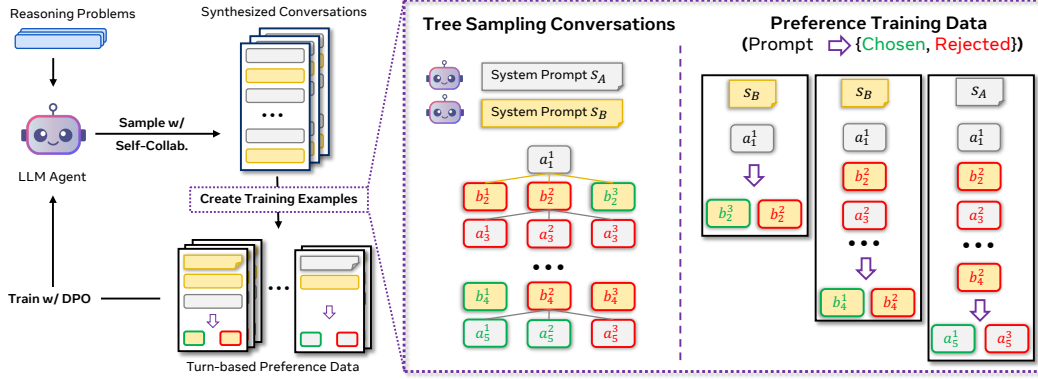 Reasoning Problems
LLM Agent
Sample w/
Self-Collab.
Synthesized Conversations
...
Create Training Examples
...
Train w/ DPO
Turn-based Preference Data
Tree Sampling Conversations
System Prompt S_A
System Prompt S_B
a_1^1
b_2^1 b_2^2 b_2^3
a_3^1 a_3^2 a_3^3
...
b_4^1 b_4^2 b_4^3
a_5^1 a_5^2 a_5^3
Preference Training Data
(Prompt ⇨ {Chosen, Rejected})
S_B
a_1^1
b_2^3 b_2^2
S_B
a_1^1
b_2^2
a_3^2
...
b_4^1 b_4^2
S_A
a_1^1
b_2^2
a_3^2
...
b_4^2
a_5^1 a_5^3